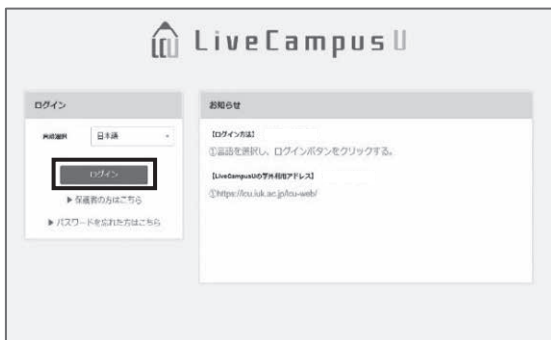 LiveCampusU
ログイン
言語選択
日本語
ログイン
▶ 保護者の方はこちら
▶ パスワードを忘れた方はこちら
お知らせ
【ログイン方法】
①言語を選択し、ログインボタンをクリックする。
【LiveCampusUの学外利用アドレス】
①https://lcu.iuk.ac.jp/lcu-web/